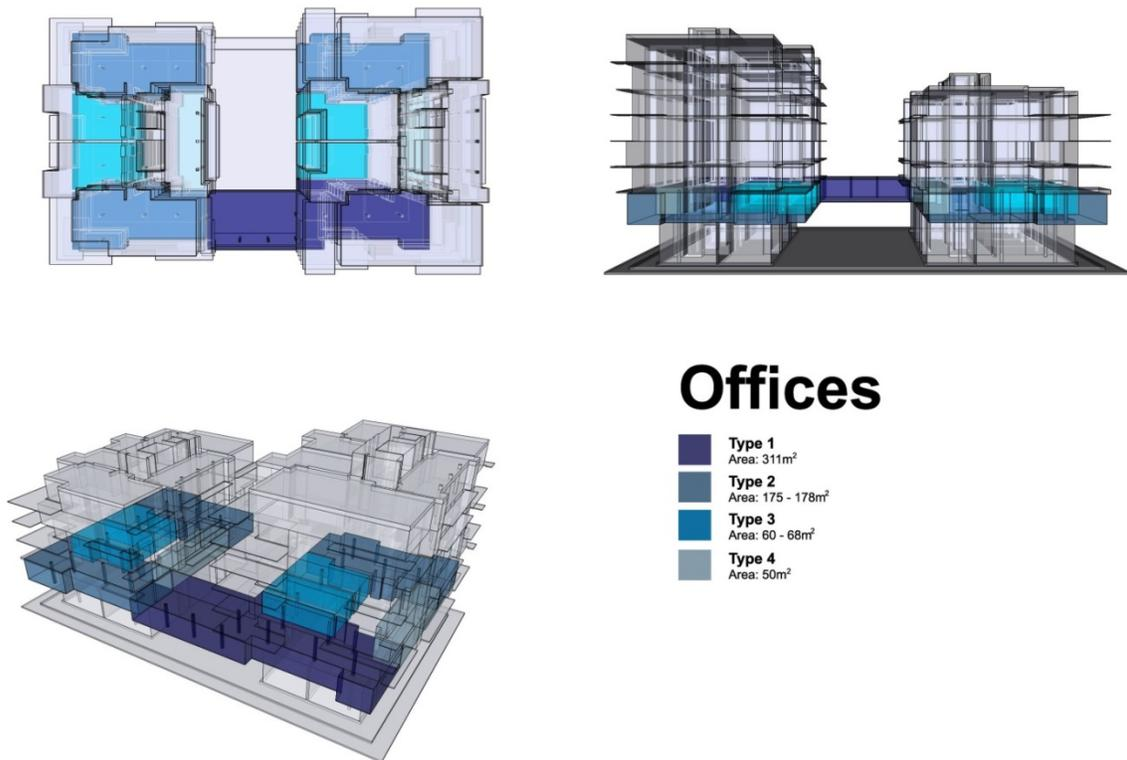 Offices
Type 1
Area: 311m²
Type 2
Area: 175 - 178m²
Type 3
Area: 60 - 68m²
Type 4
Area: 50m²